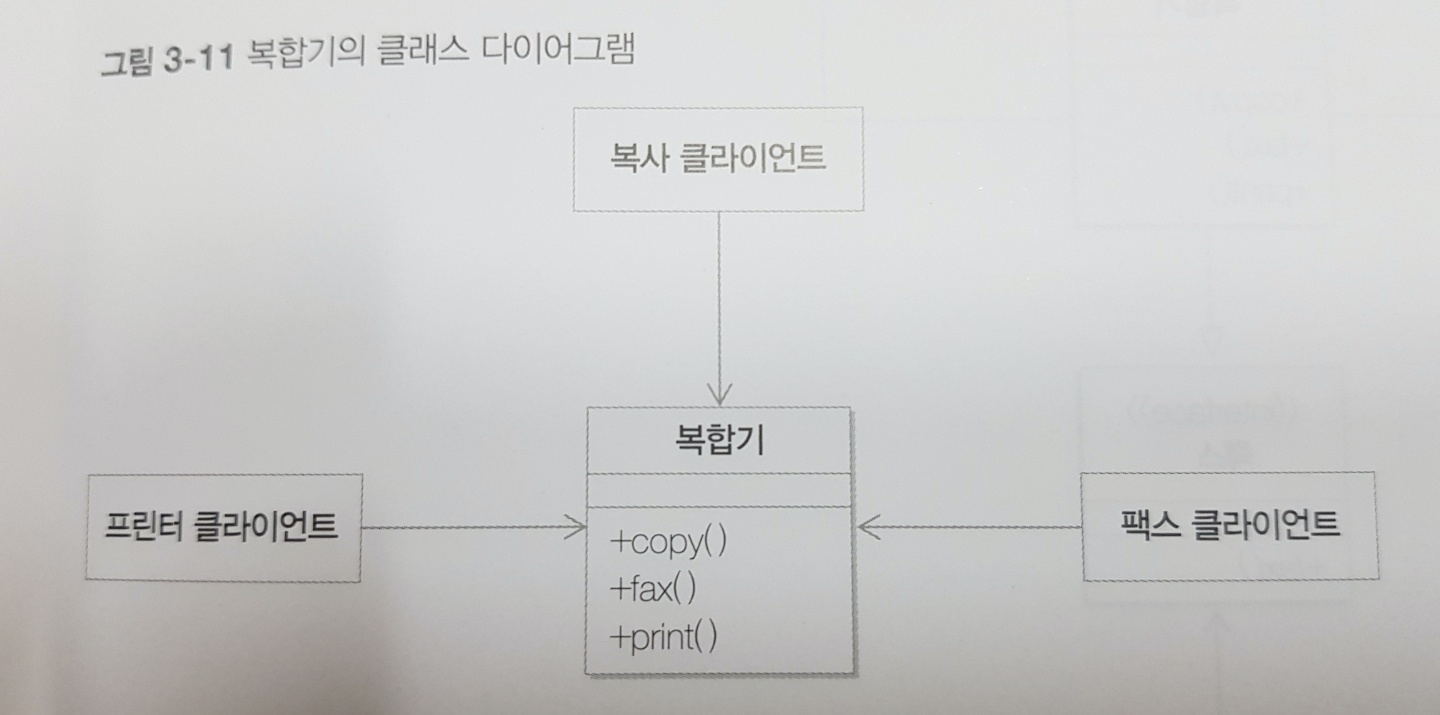 그림 3-11 복합기의 클래스 다이어그램
복사 클라이언트
복합기
프린터 클라이언트
팩스 클라이언트
+copy()
+fax()
+print()